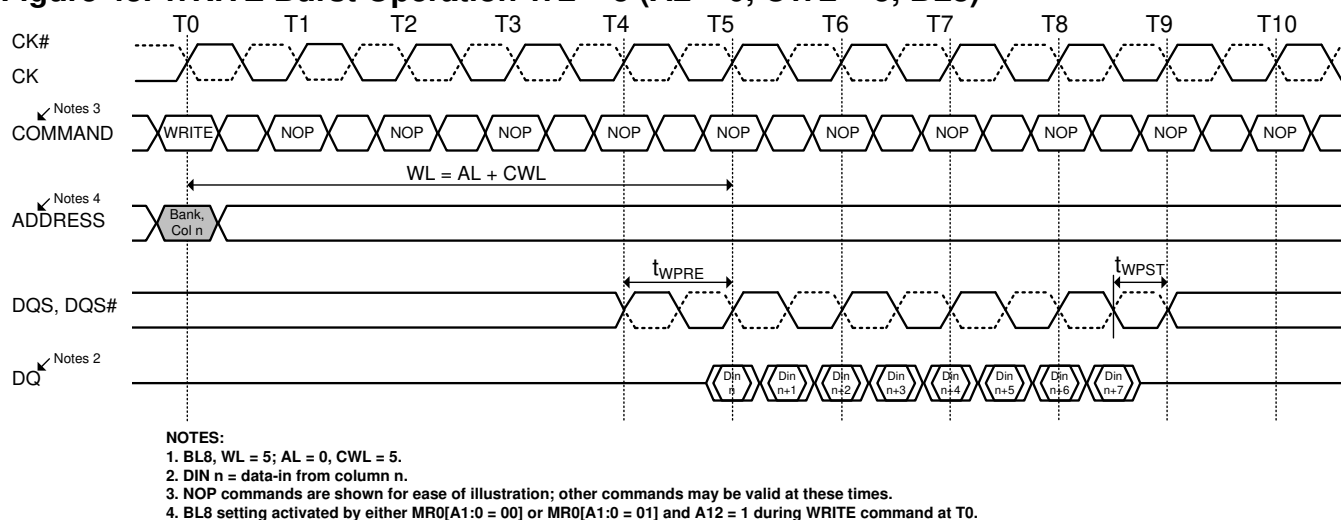 T0 T1 T2 T3 T4 T5 T6 T7 T8 T9 T10
CK#
CK
Notes 3
COMMAND WRITE NOP NOP NOP NOP NOP NOP NOP NOP NOP NOP
WL = AL + CWL
Notes 4
ADDRESS
Bank,
Col n
tWPRE tWPST
DQS, DQS#
Notes 2
DQ
Din Din Din Din Din Din Din Din
n n+1 n+2 n+3 n+4 n+5 n+6 n+7
NOTES:
1. BL8, WL = 5; AL = 0, CWL = 5.
2. DIN n = data-in from column n.
3. NOP commands are shown for ease of illustration; other commands may be valid at these times.
4. BL8 setting activated by either MR0[A1:0 = 00] or MR0[A1:0 = 01] and A12 = 1 during WRITE command at T0.